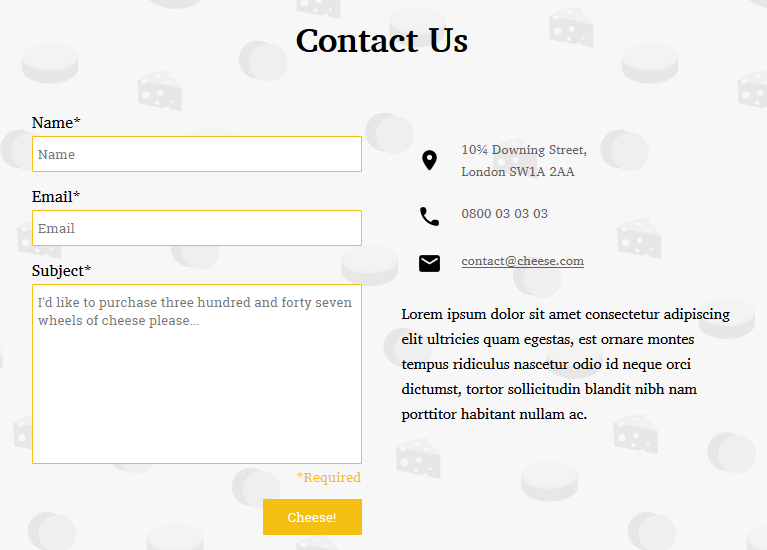 Contact Us
Name*
Name
Email*
Email
Subject*
I'd like to purchase three hundred and forty seven
wheels of cheese please...
*Required
Cheese!
10¾ Downing Street,
London SW1A 2AA
0800 03 03 03
contact@cheese.com
Lorem ipsum dolor sit amet consectetur adipiscing
elit ultricies quam egestas, est ornare montes
tempus ridiculus nascetur odio id neque orci
dictumst, tortor sollicitudin blandit nibh nam
porttitor habitant nullam ac.